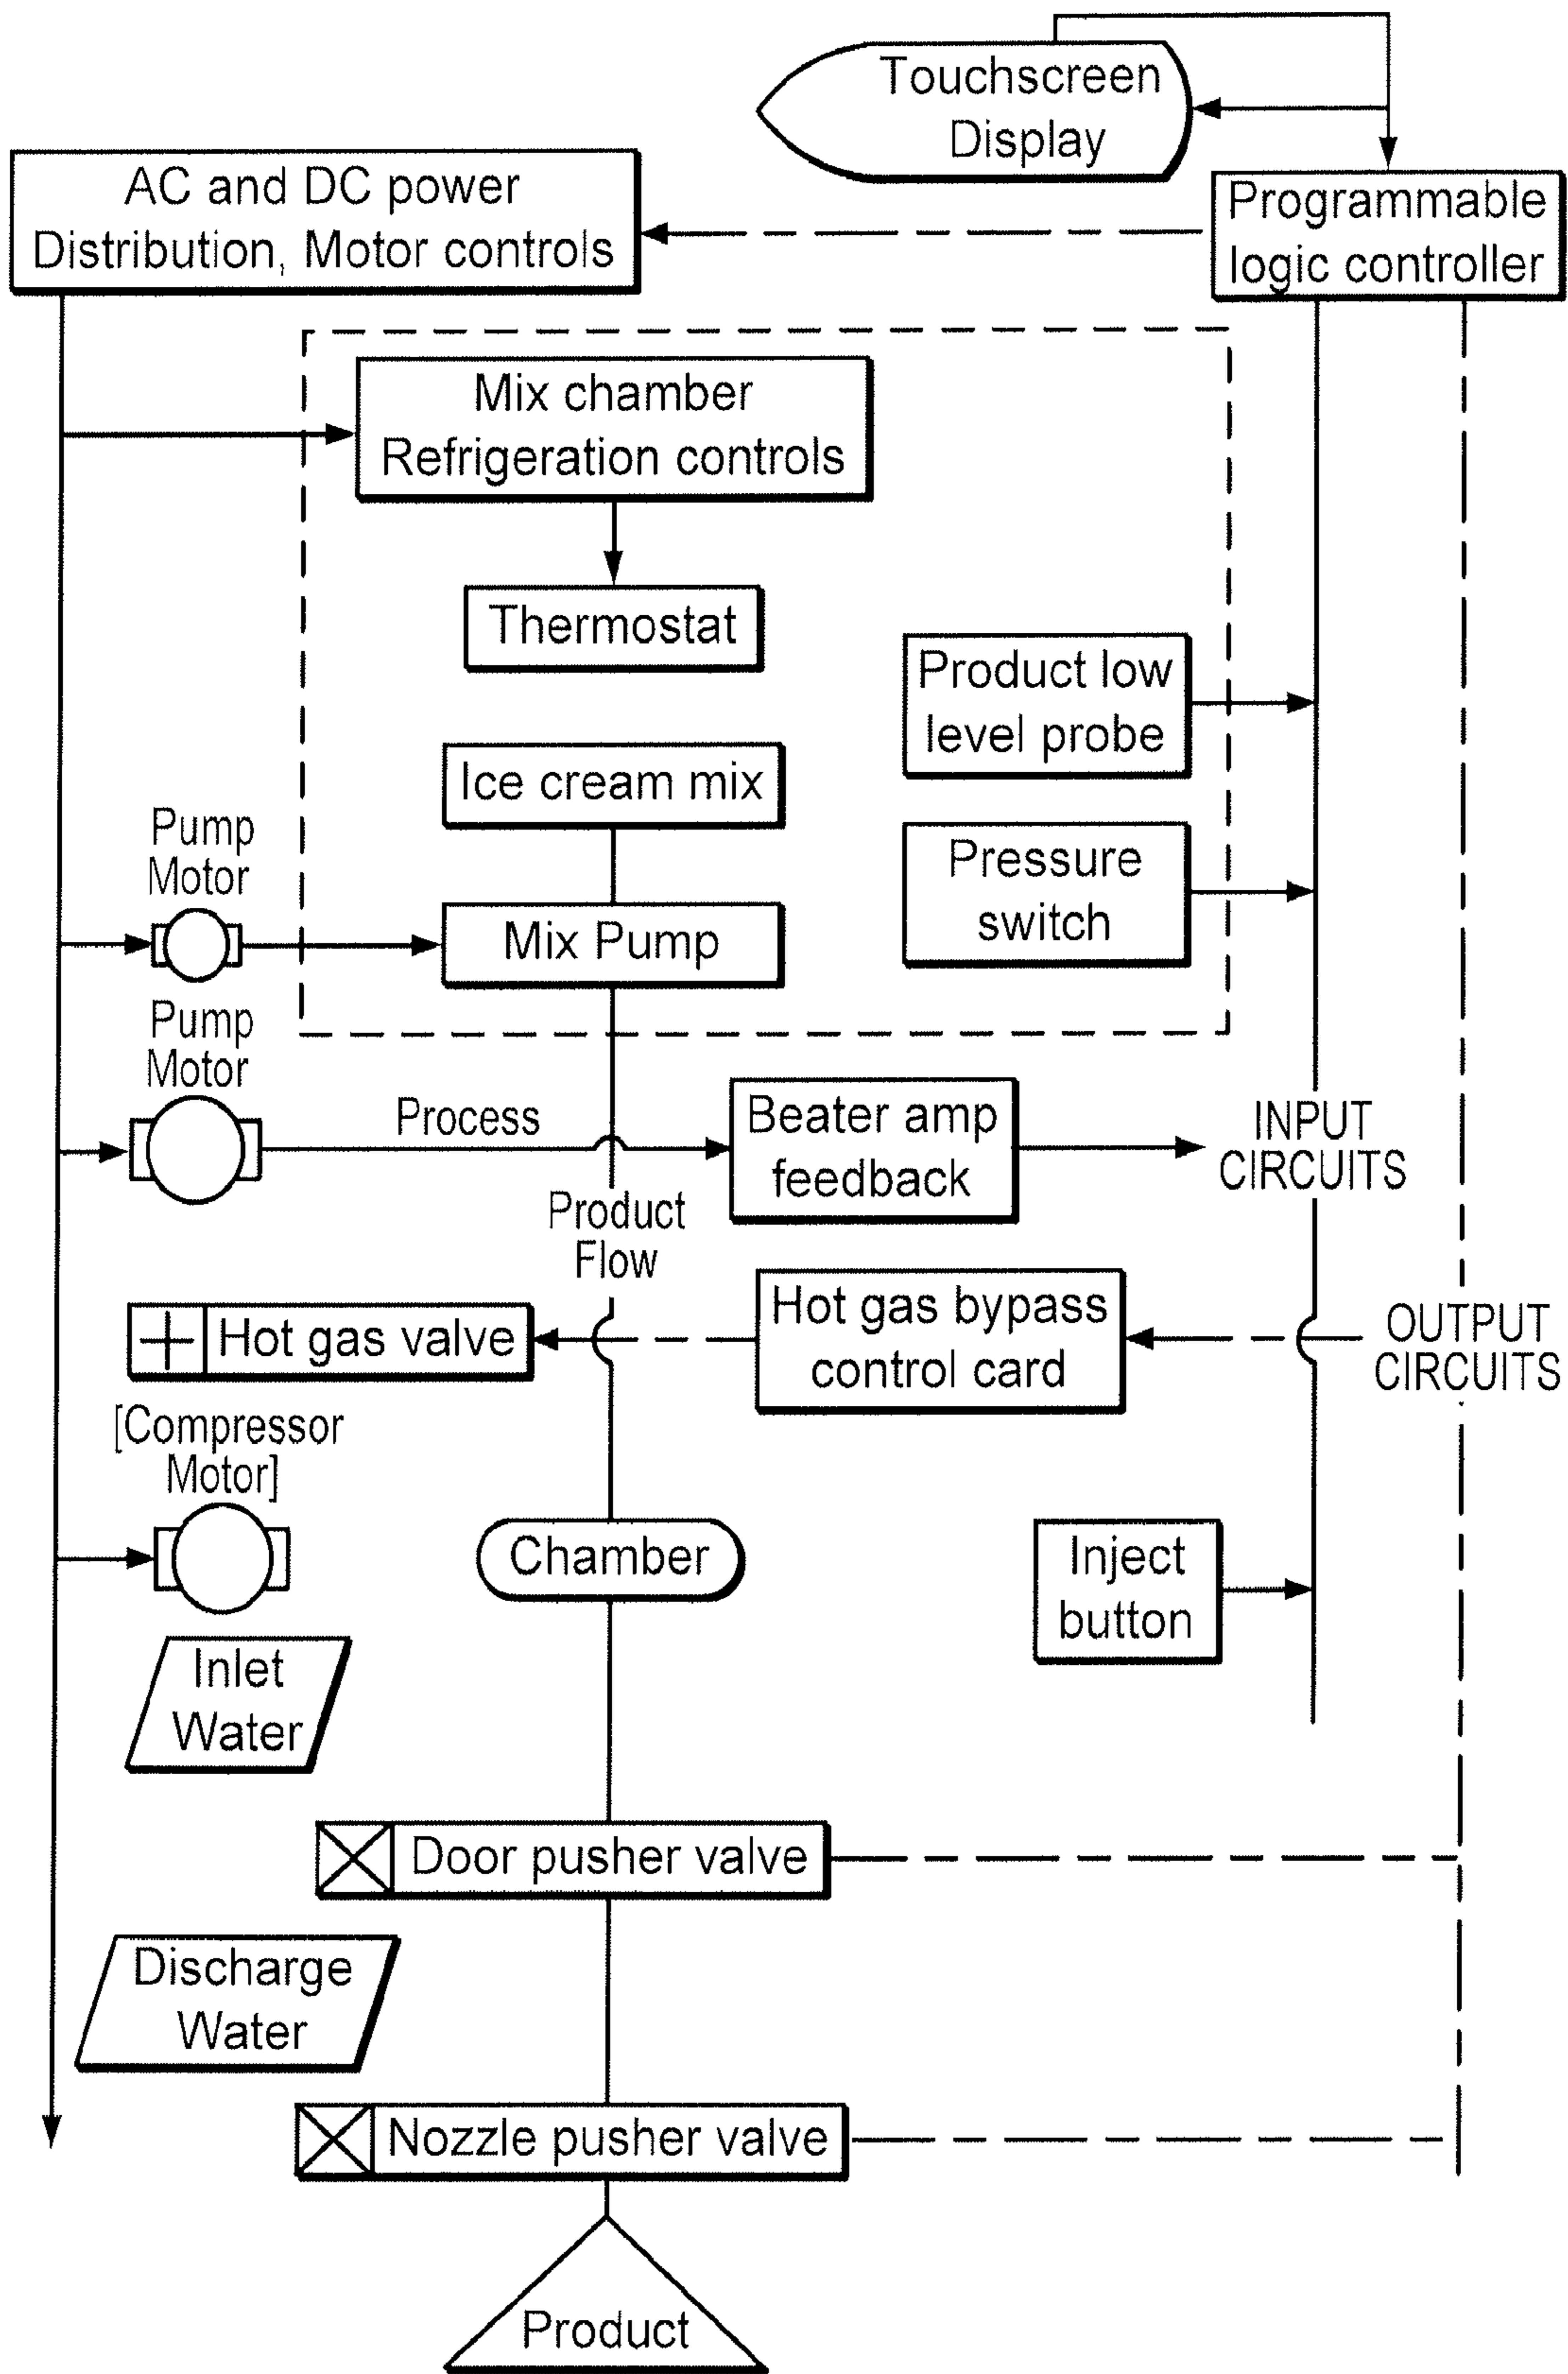 Touchscreen
Display
AC and DC power
Distribution, Motor controls
Programmable
logic controller
Mix chamber
Refrigeration controls
Thermostat
Product low
level probe
Ice cream mix
Pressure
switch
Pump
Motor
Mix Pump
Pump
Motor
Process
Beater amp
feedback
INPUT
CIRCUITS
Product
Flow
Hot gas valve
Hot gas bypass
control card
OUTPUT
CIRCUITS
[Compressor
Motor]
Chamber
Inject
button
Inlet
Water
Door pusher valve
Discharge
Water
Nozzle pusher valve
Product